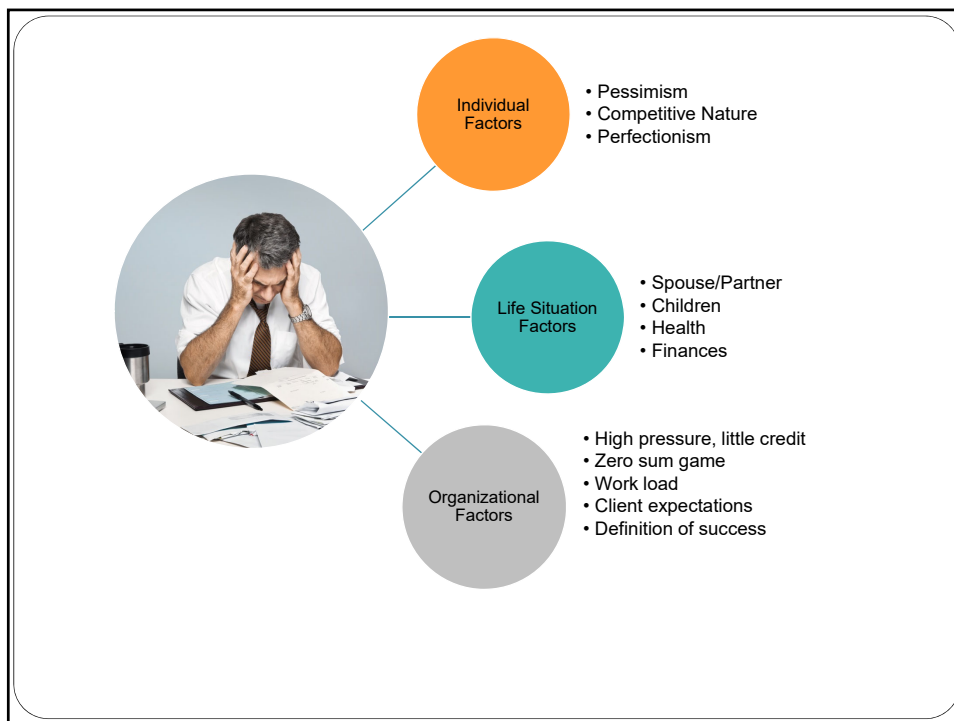 Individual
Factors
• Pessimism
• Competitive Nature
• Perfectionism
Life Situation
Factors
• Spouse/Partner
• Children
• Health
• Finances
Organizational
Factors
• High pressure, little credit
• Zero sum game
• Work load
• Client expectations
• Definition of success